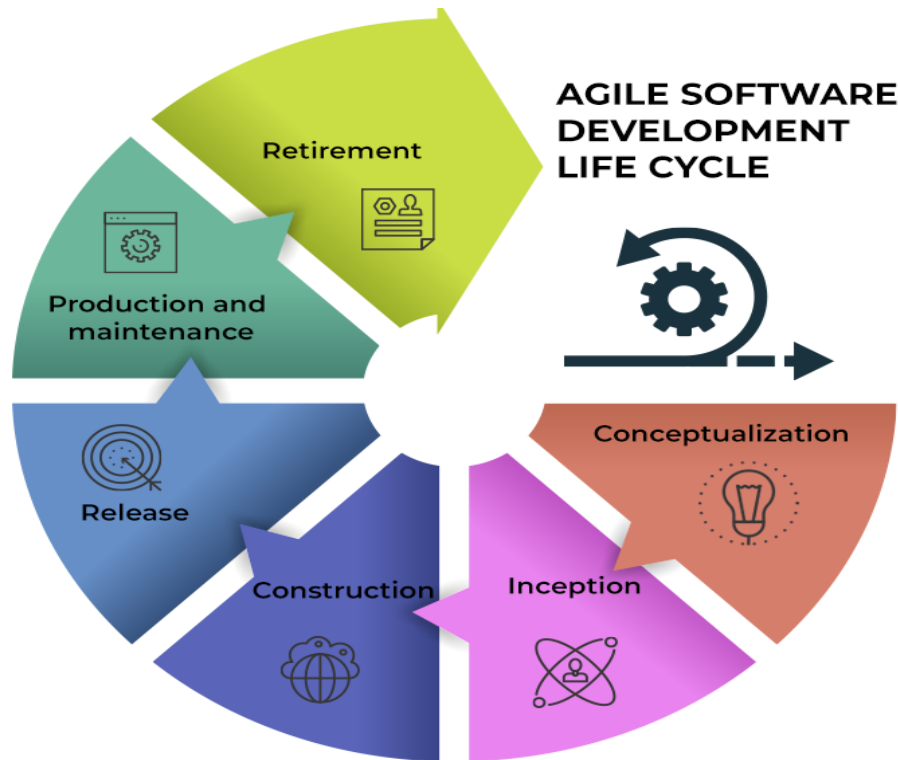 AGILE SOFTWARE
DEVELOPMENT
LIFE CYCLE
Conceptualization
Inception
Construction
Release
Production and
maintenance
Retirement